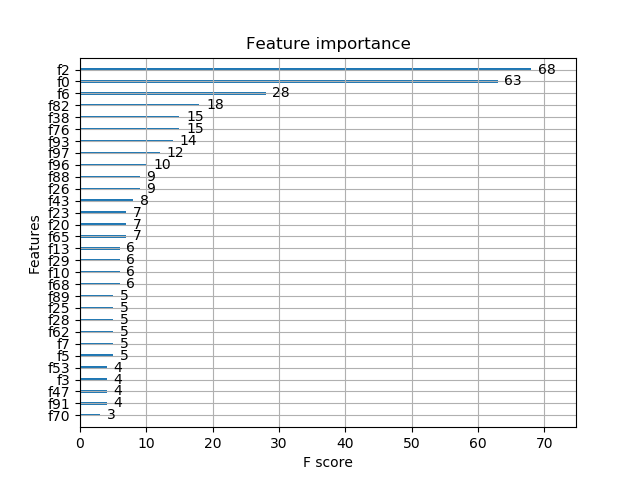 Feature importance
f2 68
f0 63
f6 28
f82 18
f38 15
f76 15
f93 14
f97 12
f96 10
f88 9
f26 9
f43 8
f23 7
f20 7
f65 7
f13 6
f29 6
f10 6
f68 6
f89 5
f25 5
f28 5
f62 5
f7 5
f5 5
f53 4
f3 4
f47 4
f91 4
f70 3
Features
0 10 20 30 40 50 60 70
F score